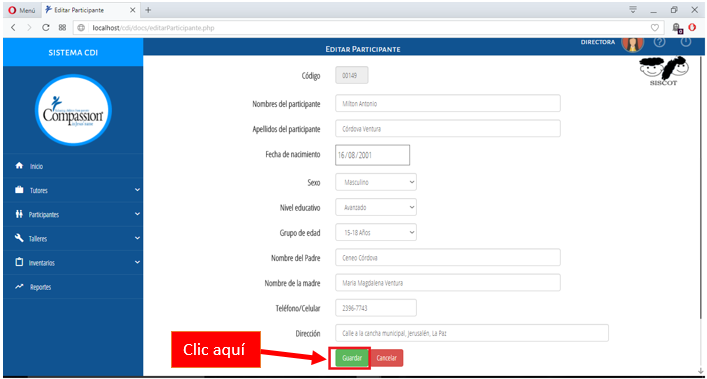 Menú
Editar Participante
localhost/cdi/docs/editarParticipante.php
SISTEMA CDI
EDITAR PARTICIPANTE
DIRECTORA
SISCOT
Compassion
Inicio
Tutores
Participantes
Talleres
Inventarios
Reportes
Código 00149
Nombres del participante Milton Antonio
Apellidos del participante Córdova Ventura
Fecha de nacimiento 16/08/2001
Sexo Masculino
Nivel educativo Avanzado
Grupo de edad 15-18 Años
Nombre del Padre Ceneo Córdova
Nombre de la madre Maria Magdalena Ventura
Teléfono/Celular 2396-7743
Dirección Calle a la cancha municipal, Jerusalén, La Paz
Clic aquí
Guardar Cancelar